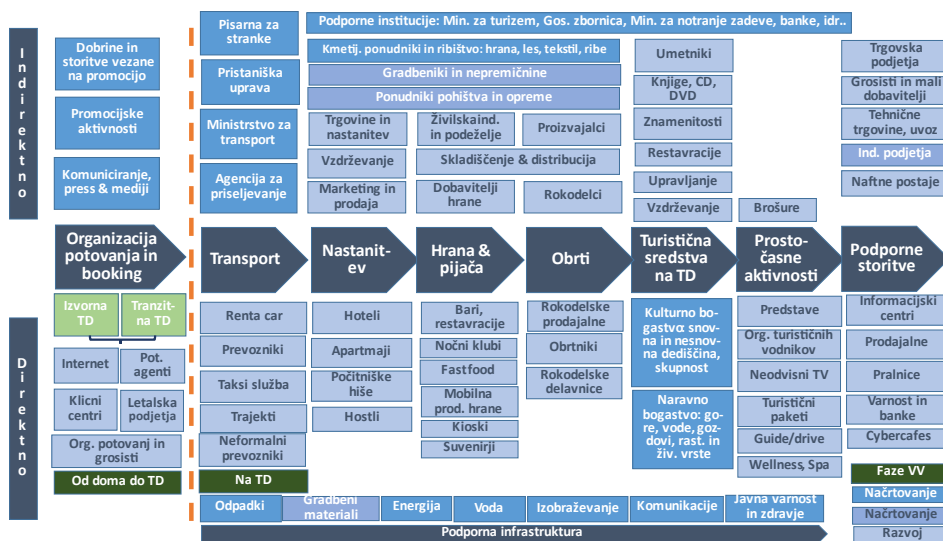 Indirektno
Dobrine in
storitve vezane
na promocijo
Promocijske
aktivnosti
Komuniciranje,
press & mediji
Pisarna za
stranke
Pristaniška
uprava
Ministrstvo za
transport
Agencija za
priseljevanje
Podporne institucije: Min. za turizem, Gos. zbornica, Min. za notranje zadeve, banke, idr..
Kmetij. ponudniki in ribištvo: hrana, les, tekstil, ribe
Gradbeniki in nepremičnine
Ponudniki pohištva in opreme
Trgovine in
nastanitev
Živilskaind.
in podeželje
Proizvajalci
Vzdrževanje
Skladiščenje & distribucija
Marketing in
prodaja
Dobavitelji
hrane
Rokodelci
Umetniki
Knjige, CD,
DVD
Znamenitosti
Restavracije
Upravljanje
Vzdrževanje
Brošure
Trgovska
podjetja
Grosisti in mali
dobavitelji
Tehnične
trgovine, uvoz
Ind. podjetja
Naftne postaje
Organizacija
potovanja in
booking
Transport
Nastanit-
ev
Hrana &
pijača
Obrti
Turistična
sredstva
na TD
Prosto-
časne
aktivnosti
Podporne
storitve
Direktno
Izvorna
TD
Tranzit-
na TD
Internet
Pot.
agenti
Klicni
centri
Letalska
podjetja
Org. potovanj in
grosisti
Od doma do TD
Renta car
Prevozniki
Taksi služba
Trajekti
Neformalni
prevozniki
Na TD
Hoteli
Apartmaji
Počitniške
hiše
Hostli
Bari,
restavracije
Nočni klubi
Fastfood
Mobilna
prod. hrane
Kioski
Suvenirji
Rokodelske
prodajalne
Obrtniki
Rokodelske
delavnice
Kulturno bo-
gastvo: snov-
na in nesnov-
na dediščina,
skupnost
Naravno
bogastvo: go-
re, vode, goz-
dovi, rast. in
živ. vrste
Predstave
Org. turističnih
vodnikov
Neodvisni TV
Turistični
paketi
Guide/drive
Wellness, Spa
Informacijski
centri
Prodajalne
Pralnice
Varnost in
banke
Cybercafes
Faze VV
Načrtovanje
Načrtovanje
Razvoj
Odpadki
Gradbeni
materiali
Energija
Voda
Izobraževanje
Komunikacije
Javna varnost
in zdravje
Podporna infrastruktura